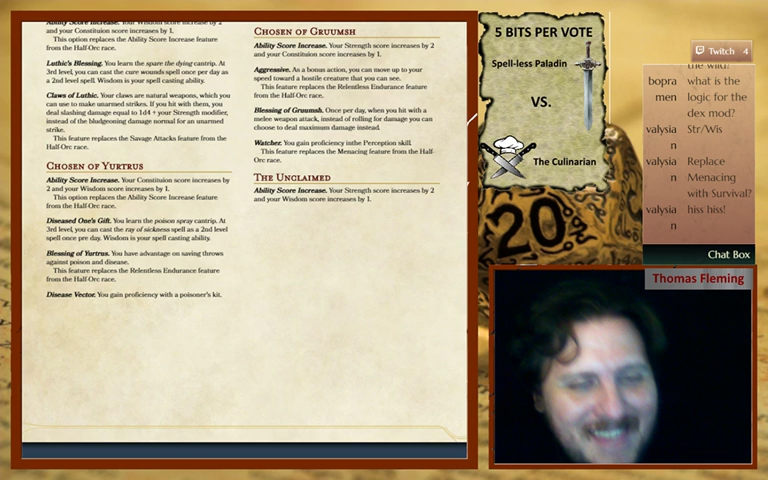 Ability Score Increase. Your Wisdom score increases by 2
and your Constituion score increases by 1.
This option replaces the Ability Score Increase feature
from the Half-Orc race.
Luthic's Blessing. You learn the spare the dying cantrip. At
3rd level, you can cast the cure wounds spell once per day as
a 2nd level spell. Wisdom is your spell casting ability.
Claws of Luthic. Your claws are natural weapons, which you
can use to make unarmed strikes. If you hit with them, you
deal slashing damage equal to 1d4 + your Strength modifier,
instead of the bludgeoning damage normal for an unarmed
strike.
This feature replaces the Savage Attacks feature from the
Half-Orc race.
Chosen of Yurtrus
Ability Score Increase. Your Constituion score increases by
2 and your Wisdom score increases by 1.
This option replaces the Ability Score Increase feature
from the Half-Orc race.
Diseased One's Gift. You learn the poison spray cantrip. At
3rd level, you can cast the ray of sickness spell as a 2nd level
spell once per day. Wisdom is your spell casting ability.
Blessing of Yurtrus. You have advantage on saving throws
against poison and disease.
This feature replaces the Relentless Endurance feature
from the Half-Orc race.
Disease Vector. You gain proficiency with a poisoner's kit.
Chosen of Gruumsh
Ability Score Increase. Your Strength score increases by 2
and your Constituion score increases by 1.
Aggressive. As a bonus action, you can move up to your
speed toward a hostile creature that you can see.
This feature replaces the Relentless Endurance feature
from the Half-Orc race.
Blessing of Gruumsh. Once per day, when you hit with a
melee weapon attack, instead of rolling for damage you can
choose to deal maximum damage instead.
Watcher. You gain proficiency inthe Perception skill.
This feature replaces the Menacing feature from the Half-
Orc race.
The Unclaimed
Ability Score Increase. Your Strength score increases by 2
and your Wisdom score increases by 1.
5 BITS PER VOTE
Spell-less Paladin
VS.
The Culinarian
20
Twitch 4
the wild?
bopra what is the
men logic for the
dex mod?
valysia Str/Wis
n
valysia Replace
n Menacing
with Survival?
valysia hiss hiss!
n
Chat Box
Thomas Fleming